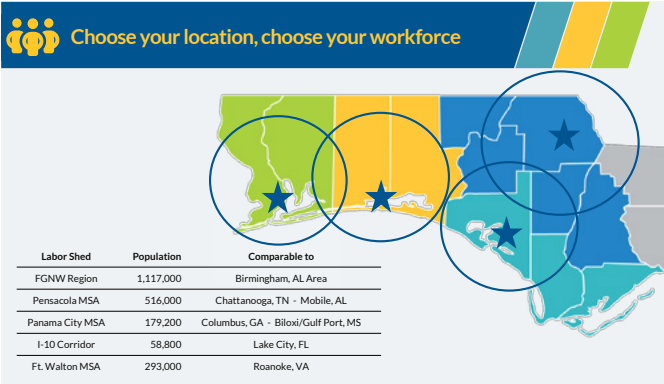 Choose your location, choose your workforce
Labor Shed Population Comparable to
FGNW Region 1,117,000 Birmingham, AL Area
Pensacola MSA 516,000 Chattanooga, TN - Mobile, AL
Panama City MSA 179,200 Columbus, GA - Biloxi/Gulf Port, MS
I-10 Corridor 58,800 Lake City, FL
Ft. Walton MSA 293,000 Roanoke, VA